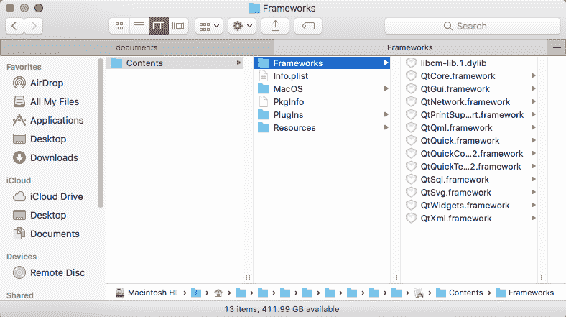 Frameworks
Search
documents
Frameworks
Favorites
AirDrop
All My Files
Applications
Desktop
Downloads
iCloud
iCloud Drive
Desktop
Documents
Devices
Remote Disc
Shared
Contents
Frameworks
Info.plist
MacOS
PkgInfo
PlugIns
Resources
libcm-lib.1.dylib
QtCore.framework
QtGui.framework
QtNetwork.framework
QtPrintSup...rt.framework
QtQml.framework
QtQuick.framework
QtQuickCo...2.framework
QtQuickTe...2.framework
QtSql.framework
QtSvg.framework
QtWidgets.framework
QtXml.framework
Macintosh HD
Contents
Frameworks
13 items, 411.99 GB available